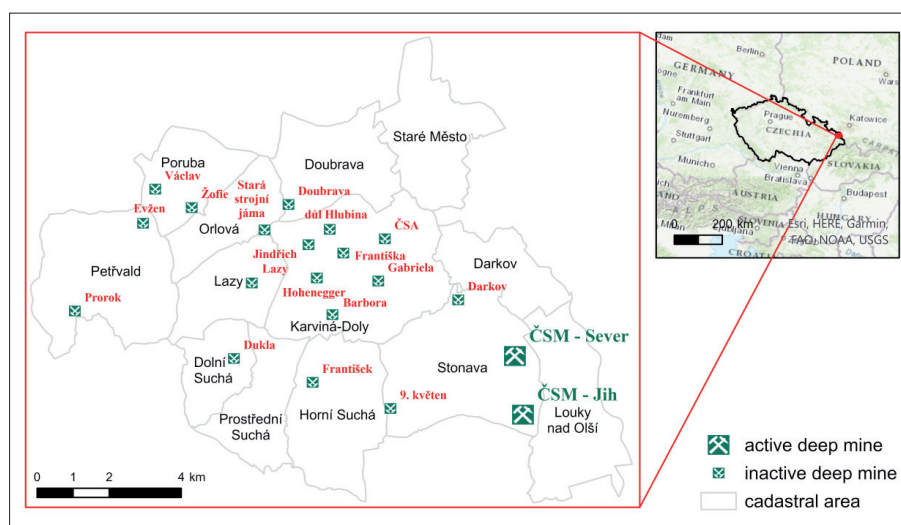 Staré Město
Poruba
Václav
Doubrava
Žofie
Stará
strojní
jáma
Doubrava
Evžen
Orlová
důl Hlubina
ČSA
Petřvald
Jindřich
Františka
Lazy
Lazy
Gabriela
Darkov
Hohenegger
Darkov
Prorok
Barbora
Karviná-Doly
ČSM - Sever
Dukla
Dolní
Suchá
Stonava
František
9. květen
ČSM - Jih
Prostřední
Suchá
Horní Suchá
Louky
nad Olší
0 1 2 4 km
Berlin
POLAND
GERMANY
Frankfurt
am Main
Prague
Katowice
Nuremberg
CZECHIA
Stuttgart
SLOVAKIA
Munich
Vienna
Bratislava
AUSTRIA
Budapest
ALPS
SLOVENIA
HUNGARY
Ljubljana
0 200 km
Esri, HERE, Garmin,
FAO, NOAA, USGS
active deep mine
inactive deep mine
cadastral area